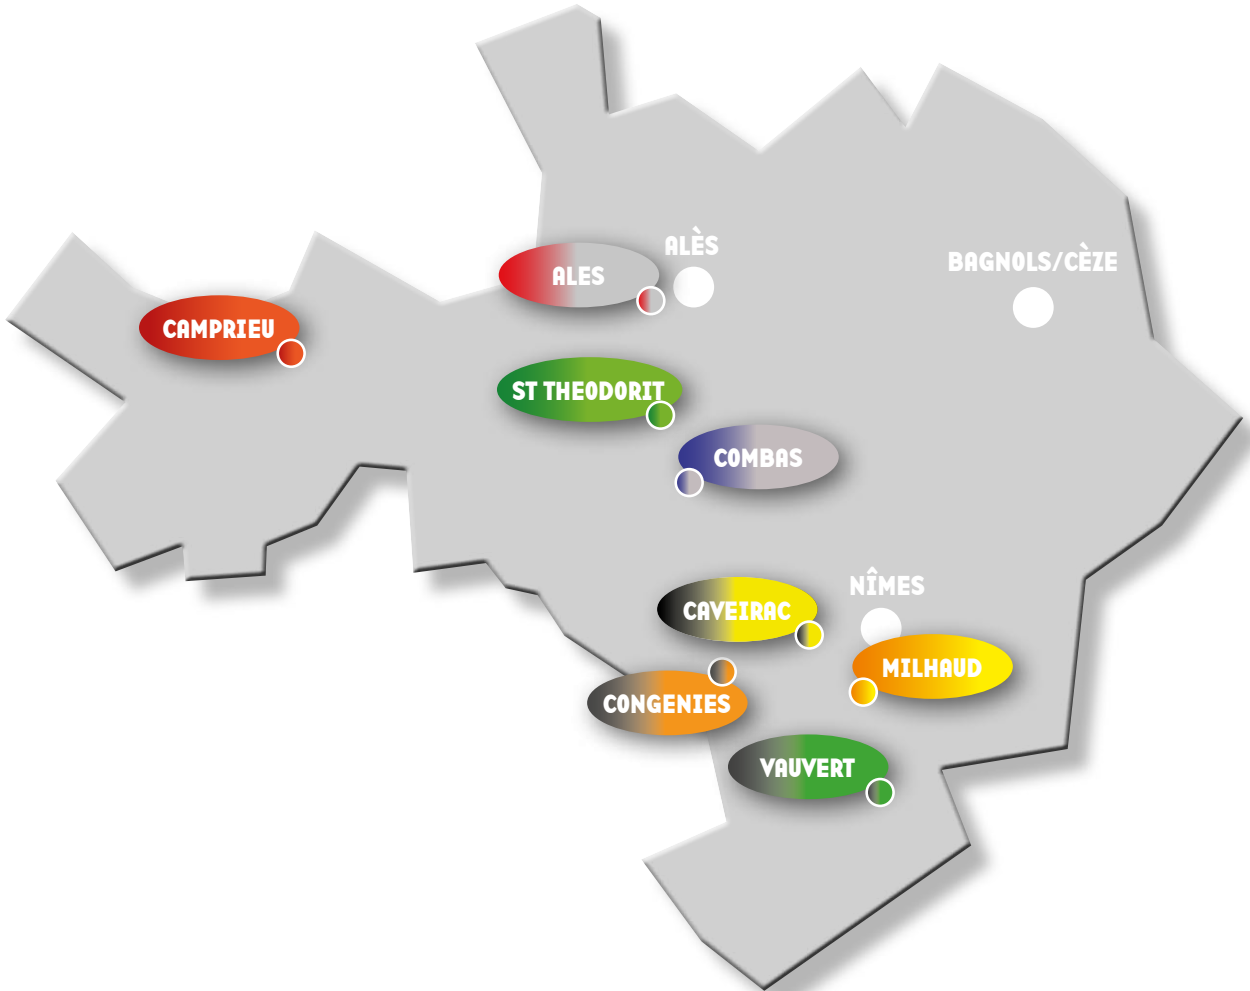 ALÈS
BAGNOLS/CÈZE
ALES
CAMPRIEU
ST THEODORIT
COMBAS
NÎMES
CAVEIRAC
MILHAUD
CONGENIES
VAUVERT